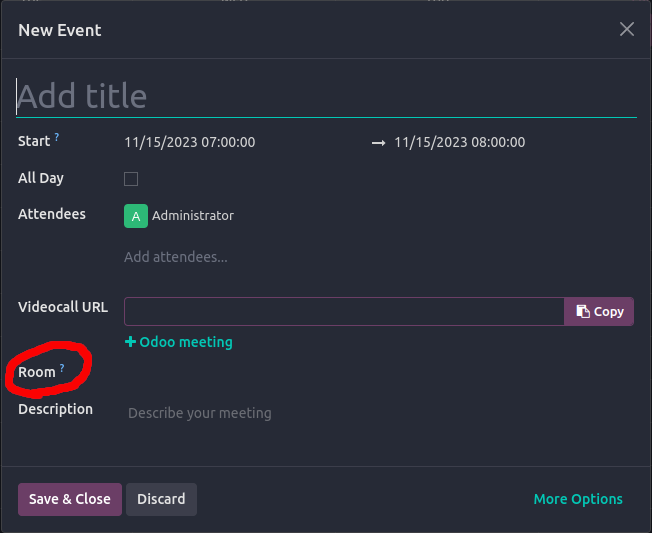 New Event
Add title
Start ? 11/15/2023 07:00:00 → 11/15/2023 08:00:00
All Day
Attendees A Administrator
Add attendees...
Videocall URL Copy
+ Odoo meeting
Room ?
Description Describe your meeting
Save & Close Discard More Options